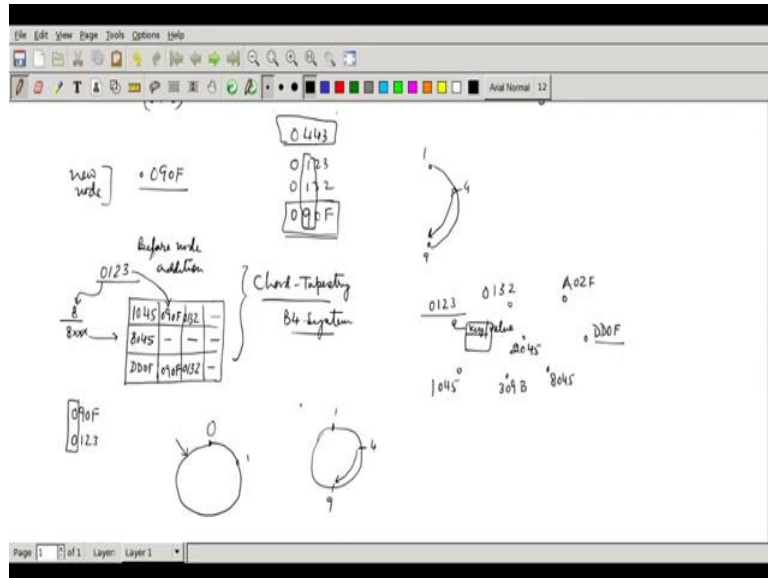 File Edit View Page Tools Options Help
Arial Normal 12
0443
new node
090F
0123
0132
090F
1
4
9
Before node addition
0123
8
8xxx
1045 090F 0132 -
8045 - - -
DD0F 090F 0132 -
Chord-Tapestry
B4-System
0123
0132
A02F
key/value
2045
DD0F
1045
309B
8045
090F
0123
0
1
1
4
9
Page 1 of 1 Layer: Layer 1